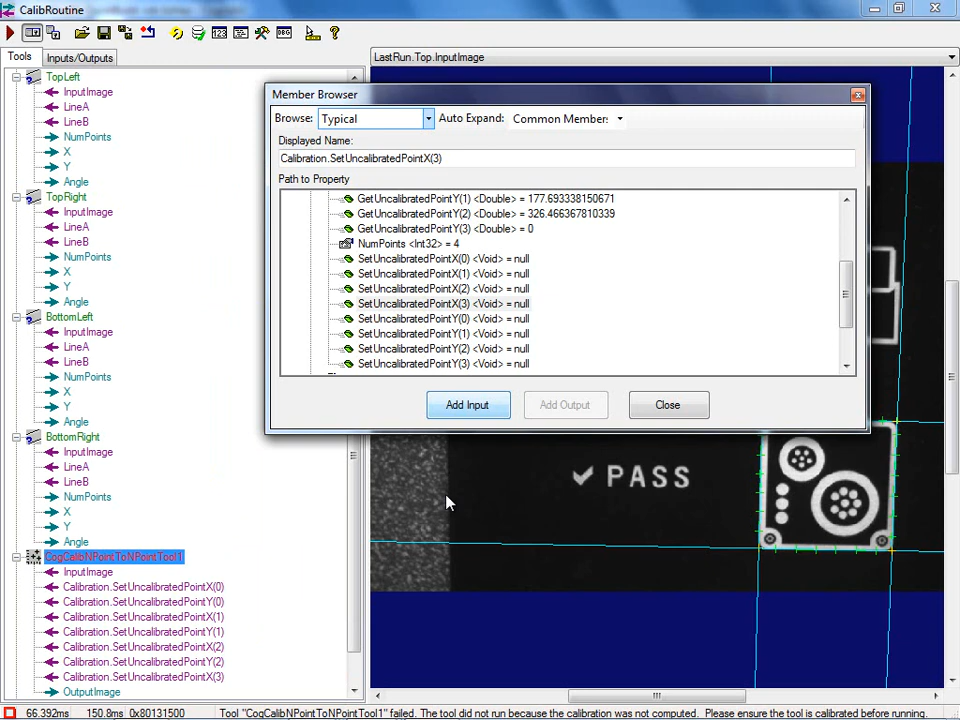 CalibRoutine
Tools
Inputs/Outputs
TopLeft
InputImage
LineA
LineB
NumPoints
X
Y
Angle
TopRight
InputImage
LineA
LineB
NumPoints
X
Y
Angle
BottomLeft
InputImage
LineA
LineB
NumPoints
X
Y
Angle
BottomRight
InputImage
LineA
LineB
NumPoints
X
Y
Angle
CogCalibNPointToNPointTool1
InputImage
Calibration.SetUncalibratedPointX(0)
Calibration.SetUncalibratedPointY(0)
Calibration.SetUncalibratedPointX(1)
Calibration.SetUncalibratedPointY(1)
Calibration.SetUncalibratedPointX(2)
Calibration.SetUncalibratedPointY(2)
Calibration.SetUncalibratedPointX(3)
OutputImage
LastRun.Top.InputImage
Member Browser
Browse: Typical Auto Expand: Common Members
Displayed Name:
Calibration.SetUncalibratedPointX(3)
Path to Property
GetUncalibratedPointY(1) <Double> = 177.693338150671
GetUncalibratedPointY(2) <Double> = 326.466367810339
GetUncalibratedPointY(3) <Double> = 0
NumPoints <Int32> = 4
SetUncalibratedPointX(0) <Void> = null
SetUncalibratedPointX(1) <Void> = null
SetUncalibratedPointX(2) <Void> = null
SetUncalibratedPointX(3) <Void> = null
SetUncalibratedPointY(0) <Void> = null
SetUncalibratedPointY(1) <Void> = null
SetUncalibratedPointY(2) <Void> = null
SetUncalibratedPointY(3) <Void> = null
Add Input Add Output Close
PASS
66.392ms 150.8ms 0x80131500 Tool "CogCalibNPointToNPointTool1" failed. The tool did not run because the calibration was not computed. Please ensure the tool is calibrated before running.